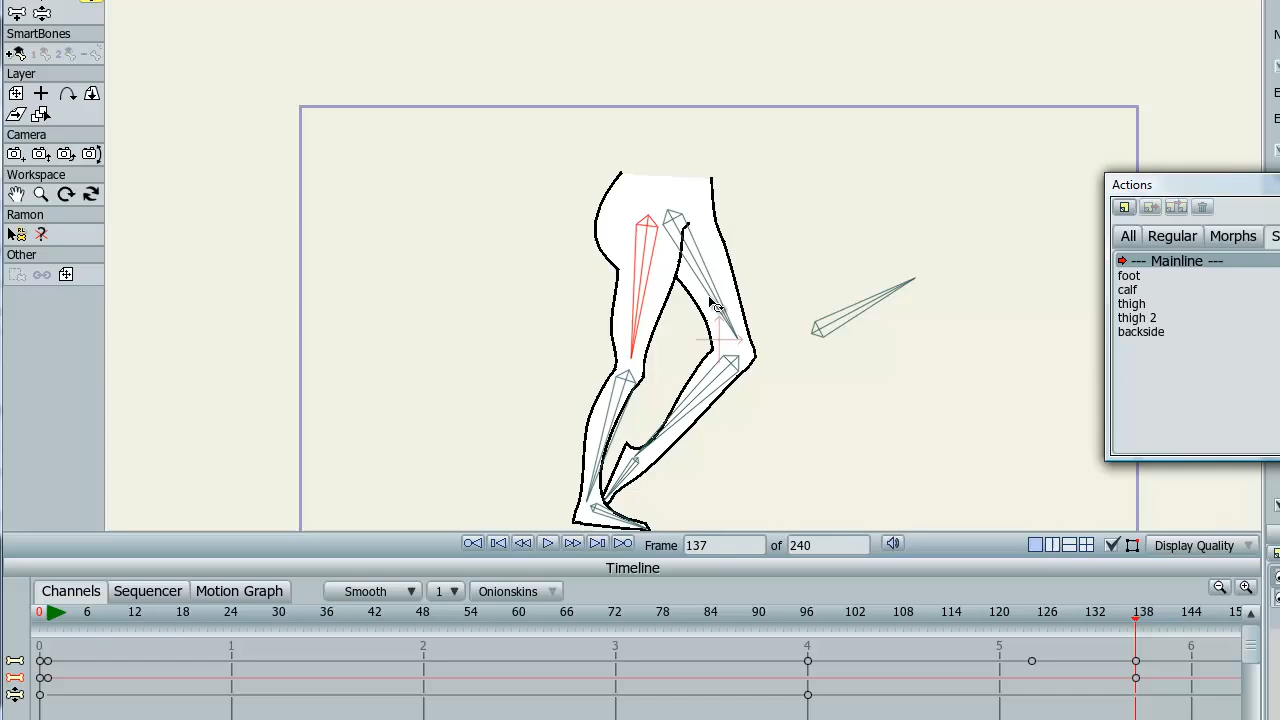 SmartBones
1 2
Layer
Camera
Workspace
Ramon
?
Other
Actions
All Regular Morphs S
--- Mainline ---
foot
calf
thigh
thigh 2
backside
Frame 137 of 240 Display Quality
Timeline
Channels Sequencer Motion Graph Smooth 1 Onionskins
0 6 12 18 24 30 36 42 48 54 60 66 72 78 84 90 96 102 108 114 120 126 132 138 144 15
0 1 2 3 4 5 6